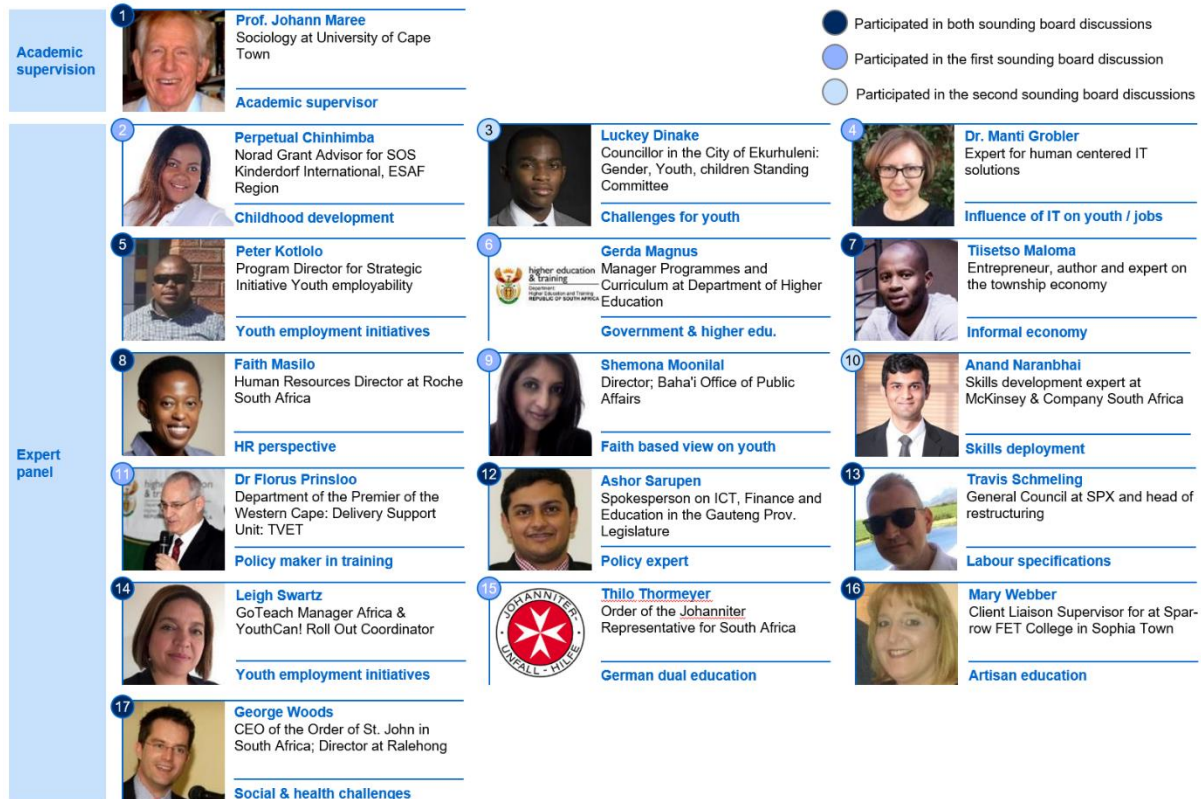 1
Prof. Johann Maree
Sociology at University of Cape
Town
Academic supervisor
Academic
supervision
Participated in both sounding board discussions
Participated in the first sounding board discussion
Participated in the second sounding board discussions
Expert
panel
2
Perpetual Chinhimba
Norad Grant Advisor for SOS
Kinderdorf International, ESAF
Region
Childhood development
3
Luckey Dinake
Councillor in the City of Ekurhuleni:
Gender, Youth, children Standing
Committee
Challenges for youth
4
Dr. Manti Grobler
Expert for human centered IT
solutions
Influence of IT on youth / jobs
5
Peter Kotlolo
Program Director for Strategic
Initiative Youth employability
Youth employment initiatives
6
higher education
& training
Department:
Higher Education and Training
REPUBLIC OF SOUTH AFRICA
Gerda Magnus
Manager Programmes and
Curriculum at Department of Higher
Education
Government & higher edu.
7
Tiisetso Maloma
Entrepreneur, author and expert on
the township economy
Informal economy
8
Faith Masilo
Human Resources Director at Roche
South Africa
HR perspective
9
Shemona Moonilal
Director; Baha'i Office of Public
Affairs
Faith based view on youth
10
Anand Naranbhai
Skills development expert at
McKinsey & Company South Africa
Skills deployment
11
Dr Florus Prinsloo
Department of the Premier of the
Western Cape: Delivery Support
Unit: TVET
Policy maker in training
12
Ashor Sarupen
Spokesperson on ICT, Finance and
Education in the Gauteng Prov.
Legislature
Policy expert
13
Travis Schmeling
General Council at SPX and head of
restructuring
Labour specifications
14
Leigh Swartz
GoTeach Manager Africa &
YouthCan! Roll Out Coordinator
Youth employment initiatives
15
JOHANNITER-
UNFALL-HILFE
Thilo Thormeyer
Order of the Johanniter
Representative for South Africa
German dual education
16
Mary Webber
Client Liaison Supervisor for at Spar-
row FET College in Sophia Town
Artisan education
17
George Woods
CEO of the Order of St. John in
South Africa; Director at Ralehong
Social & health challenges